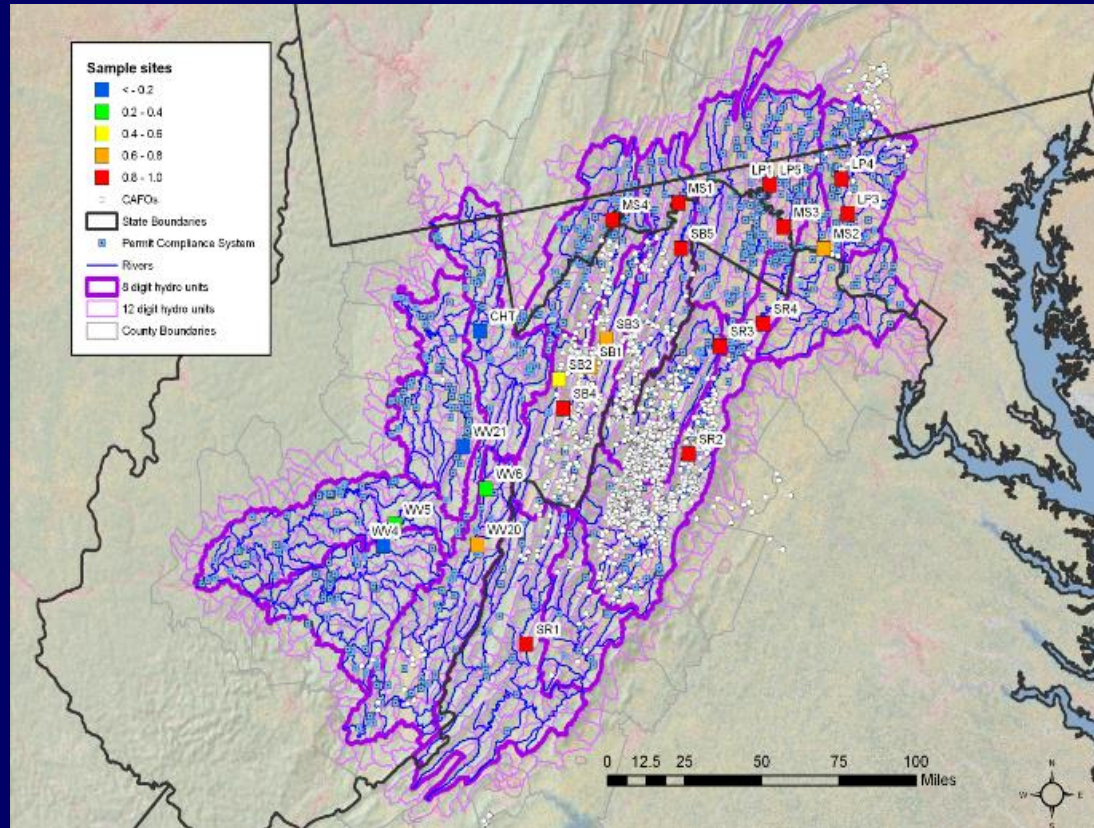 Sample sites
< - 0.2
0.2 - 0.4
0.4 - 0.6
0.6 - 0.8
0.8 - 1.0
CAFOs
State Boundaries
Permit Compliance System
Rivers
8 digit hydro units
12 digit hydro units
County Boundaries
LP1
LP5
LP4
MS1
LP3
MS4
MS3
MS2
SB5
CHT
SR4
SB3
SR3
SB1
SB2
SB4
WV21
SR2
WV6
WV5
WV4
WV20
SR1
0 12.5 25 50 75 100
Miles
N
W E
S